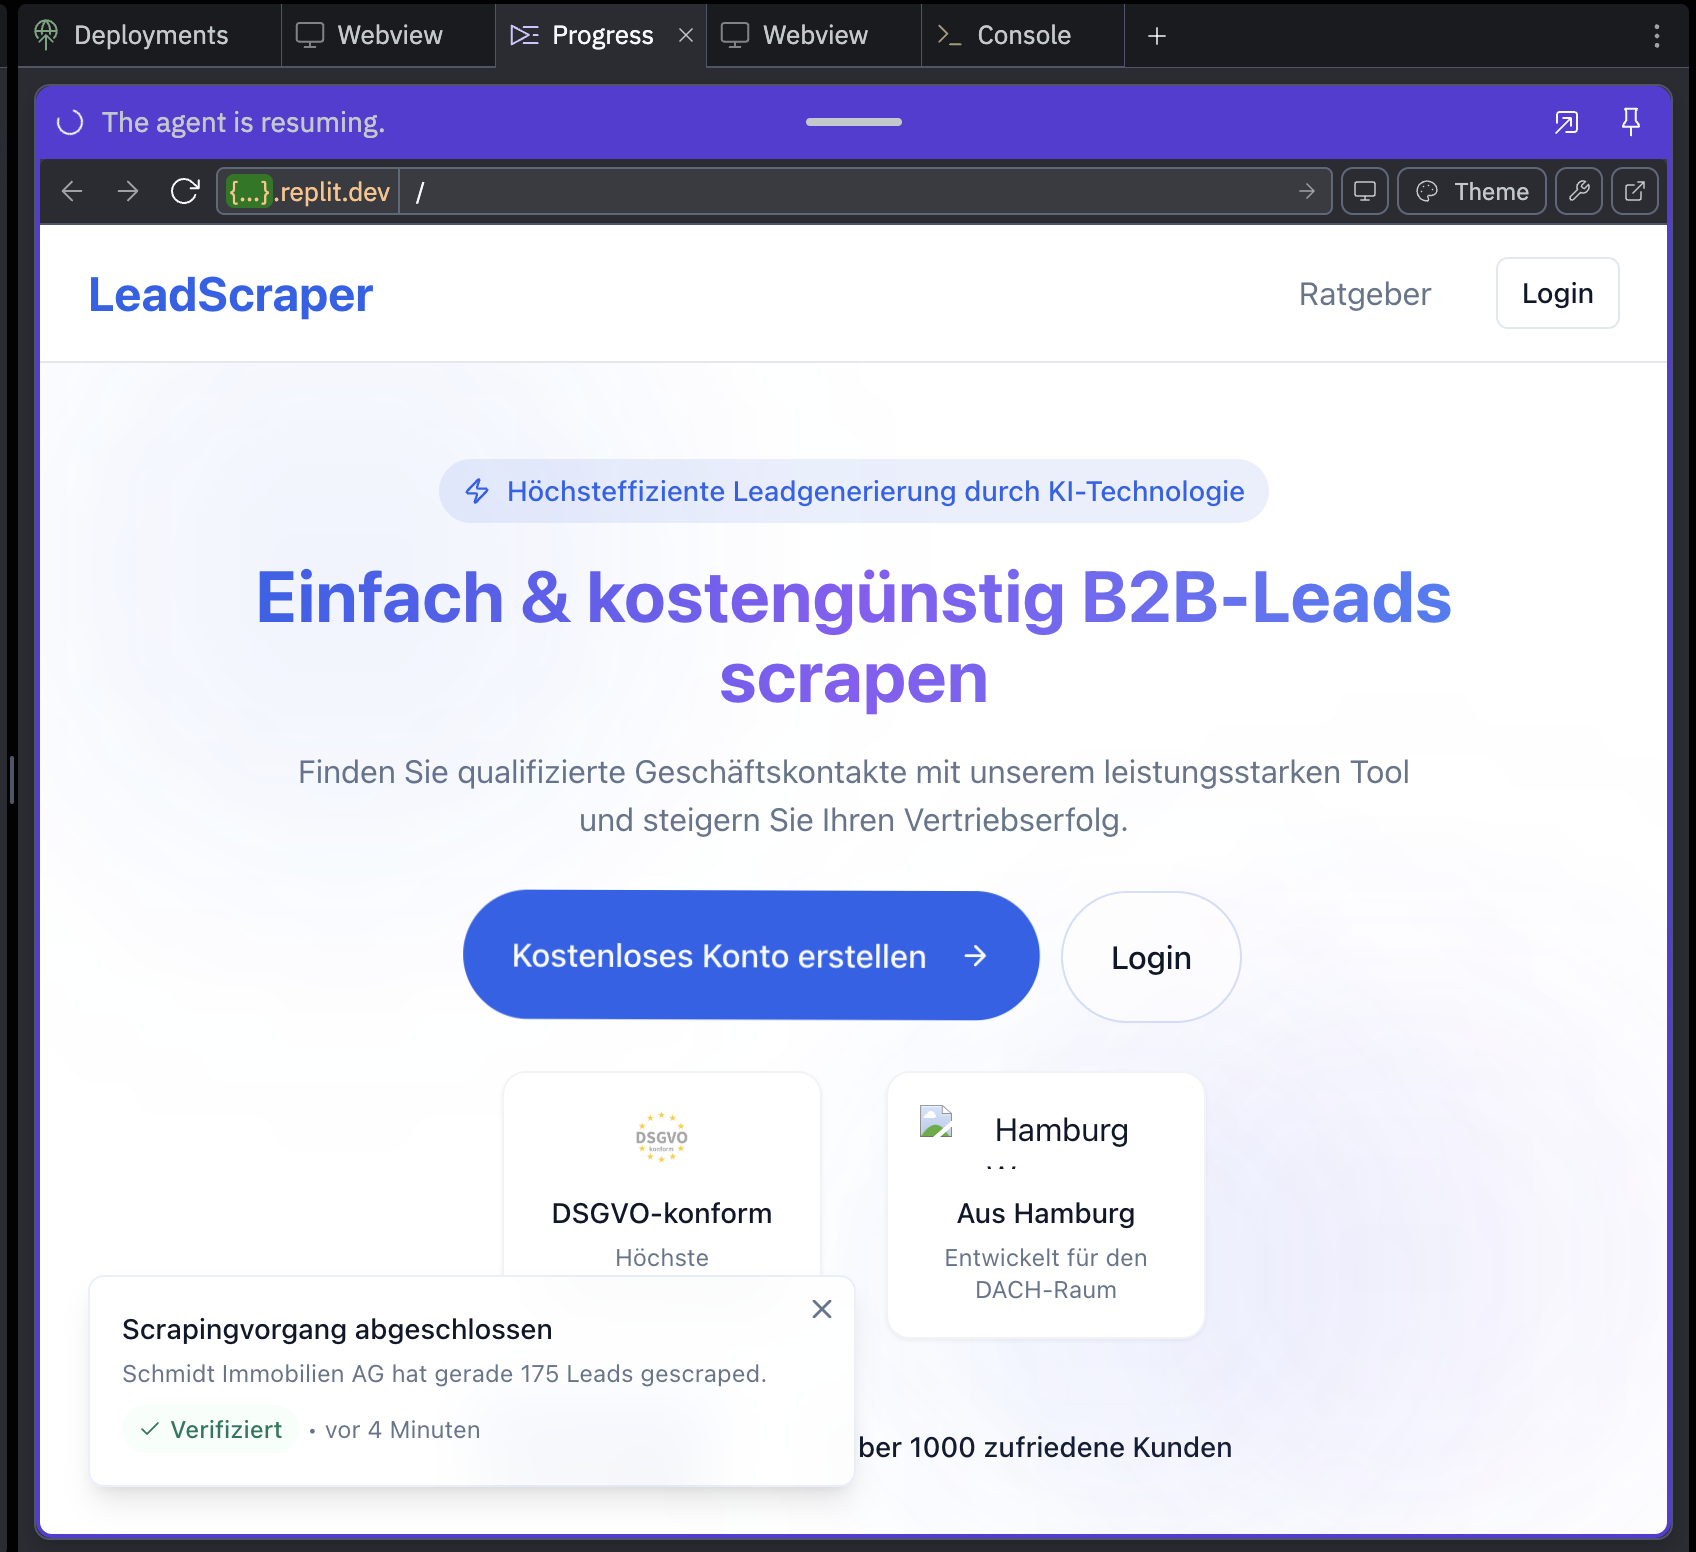 Deployments
Webview
Progress
Webview
Console
The agent is resuming.
{...}.replit.dev
/
Theme
LeadScraper
Ratgeber
Login
Höchsteffiziente Leadgenerierung durch KI-Technologie
Einfach & kostengünstig B2B-Leads
scrapen
Finden Sie qualifizierte Geschäftskontakte mit unserem leistungsstarken Tool
und steigern Sie Ihren Vertriebserfolg.
Kostenloses Konto erstellen
Login
DSGVO
konform
DSGVO-konform
Höchste
Hamburg
Aus Hamburg
Entwickelt für den
DACH-Raum
Scrapingvorgang abgeschlossen
Schmidt Immobilien AG hat gerade 175 Leads gescraped.
Verifiziert • vor 4 Minuten
ber 1000 zufriedene Kunden